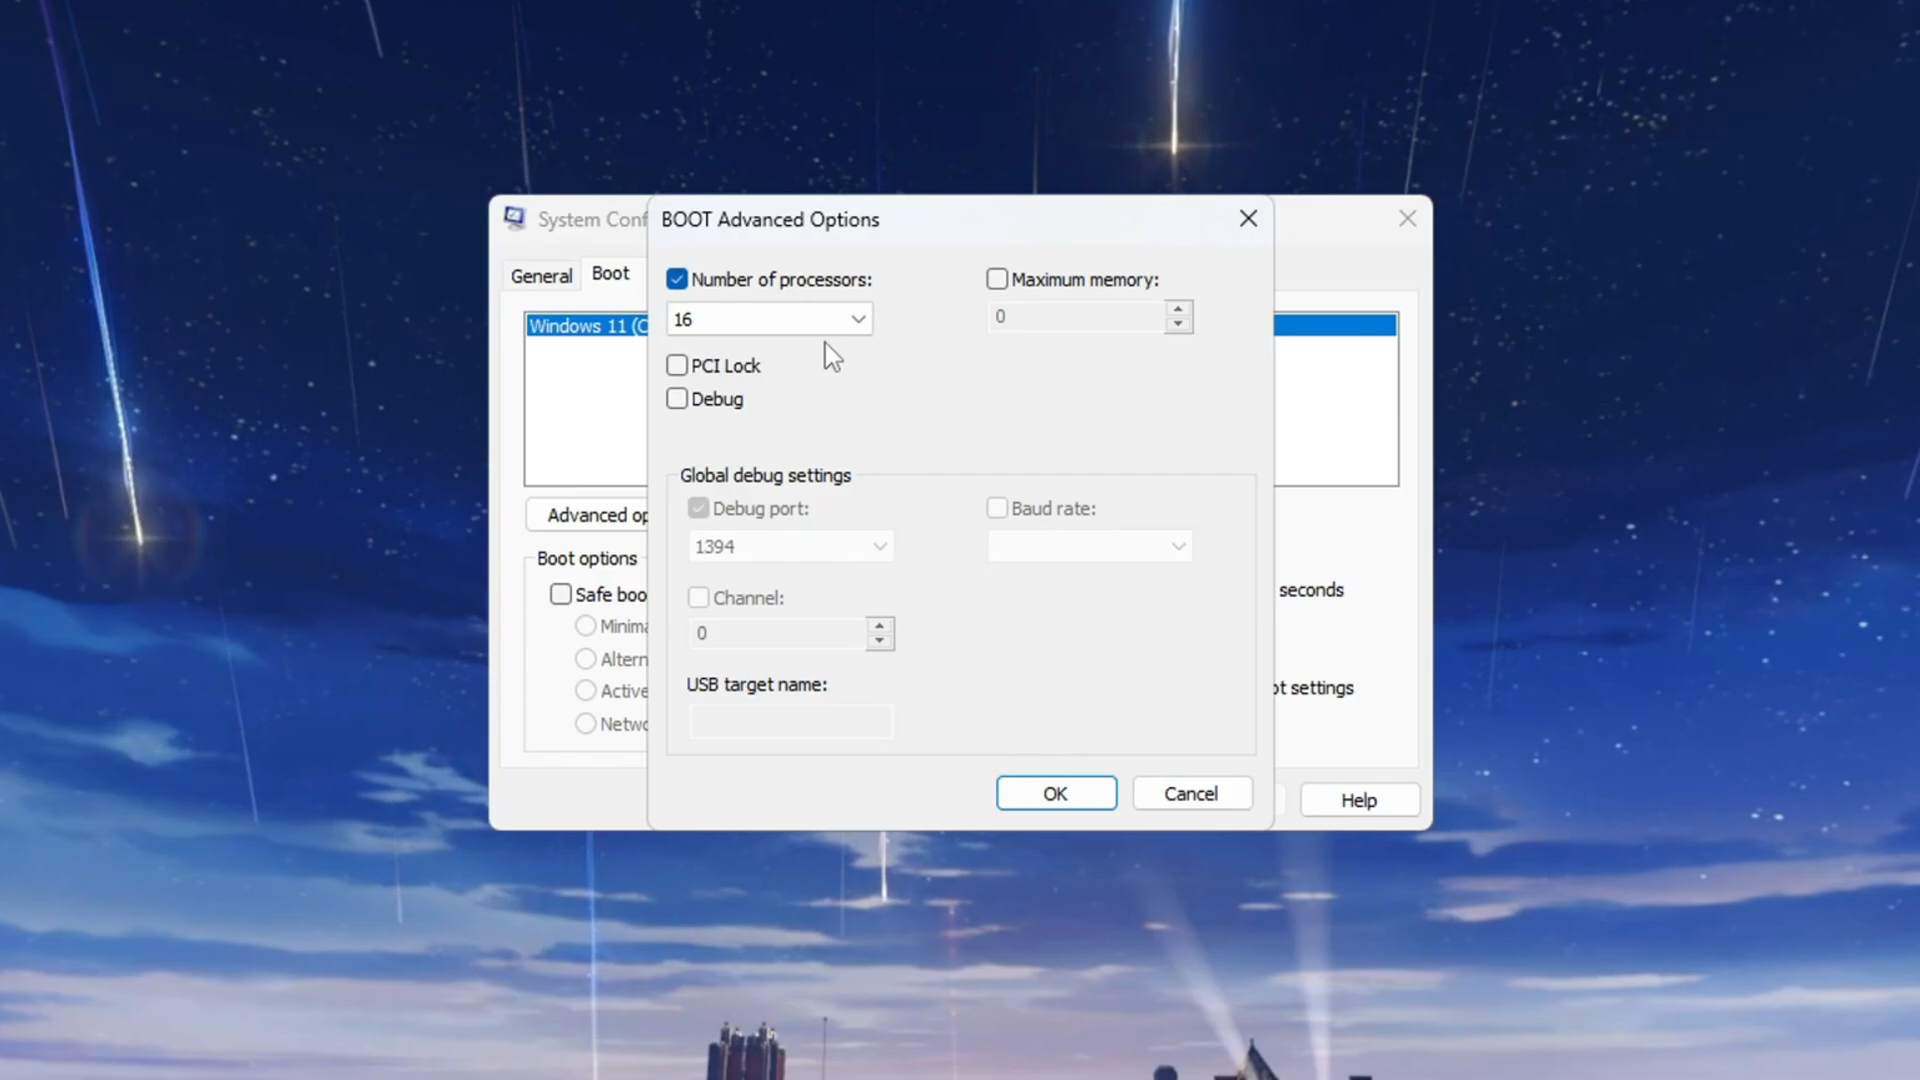 System Conf
BOOT Advanced Options
General
Boot
Number of processors:
Maximum memory:
Windows 11 (C
16
0
PCI Lock
Debug
Global debug settings
Debug port:
Baud rate:
Advanced op
1394
Boot options
Channel:
Safe boo
seconds
0
Minima
Altern
USB target name:
Active
ot settings
Netwo
OK
Cancel
Help